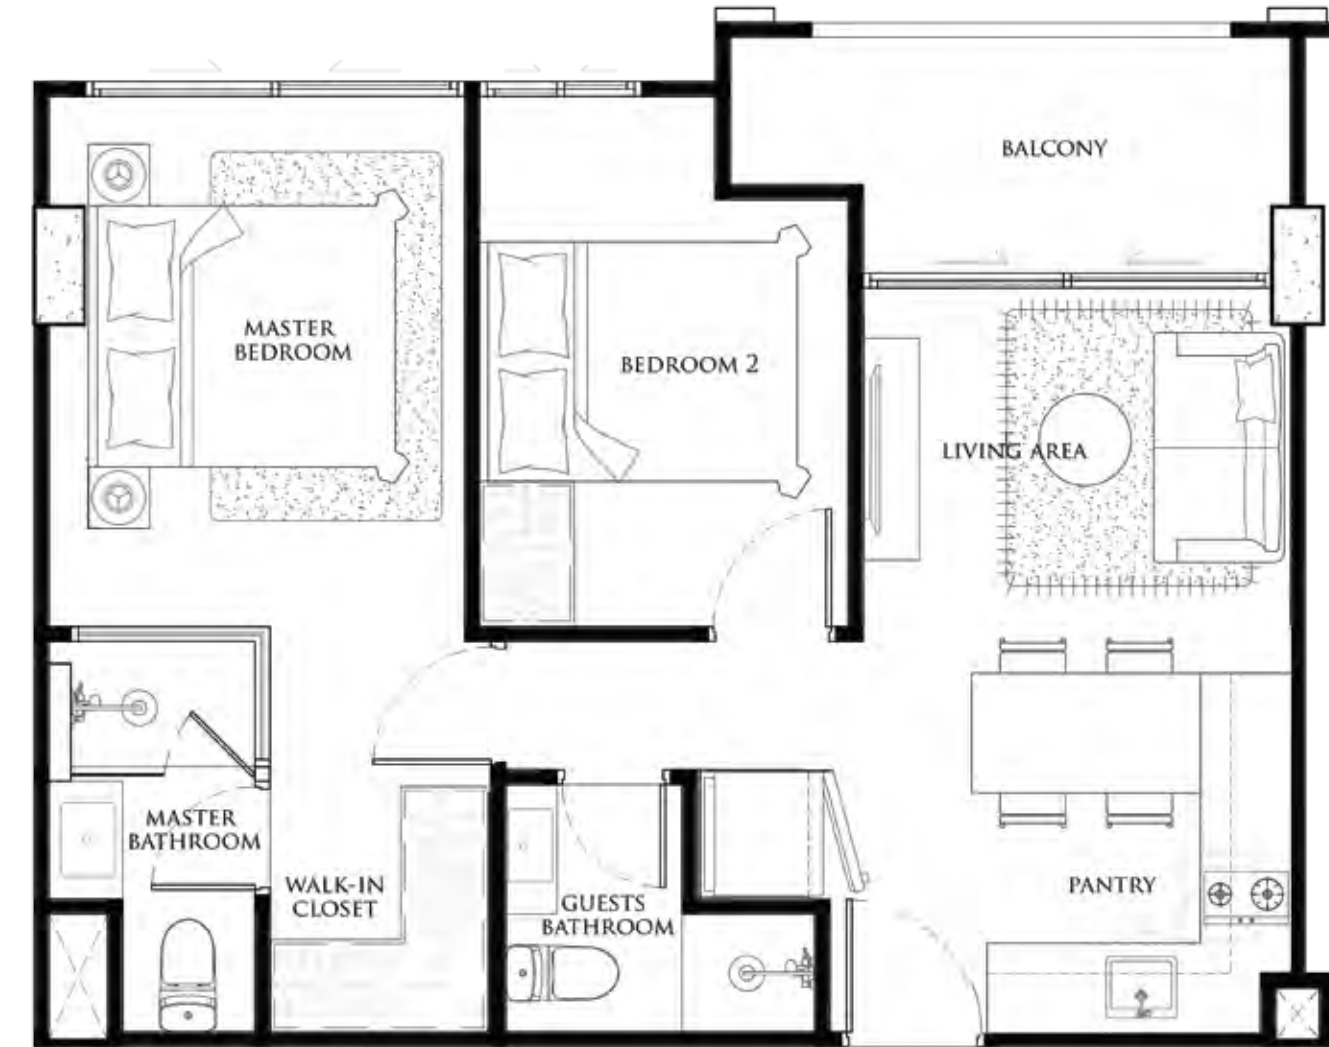 BALCONY
MASTER
BEDROOM
BEDROOM 2
LIVING AREA
MASTER
BATHROOM
WALK-IN
CLOSET
GUESTS
BATHROOM
PANTRY